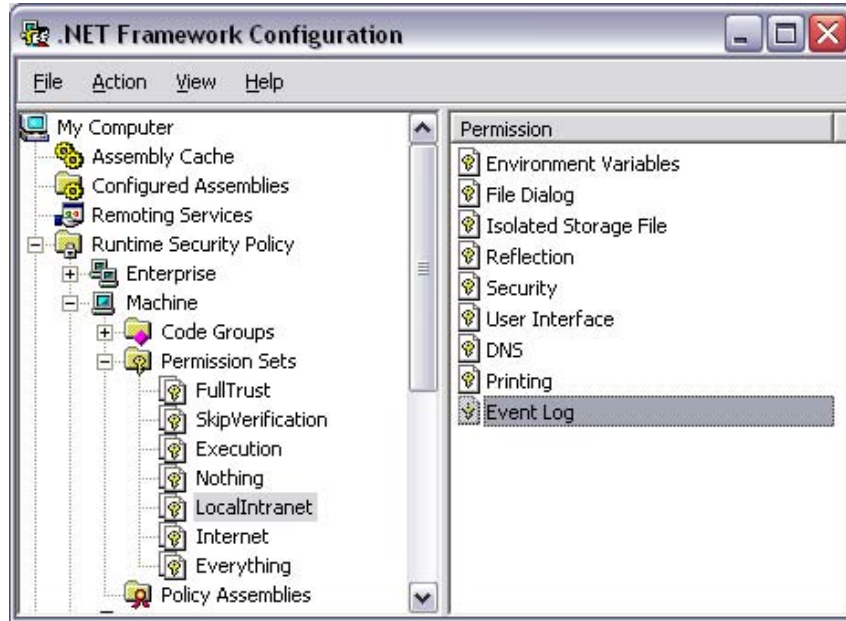 .NET Framework Configuration
File Action View Help
My Computer
Assembly Cache
Configured Assemblies
Remoting Services
Runtime Security Policy
Enterprise
Machine
Code Groups
Permission Sets
FullTrust
SkipVerification
Execution
Nothing
LocalIntranet
Internet
Everything
Policy Assemblies
Permission
Environment Variables
File Dialog
Isolated Storage File
Reflection
Security
User Interface
DNS
Printing
Event Log